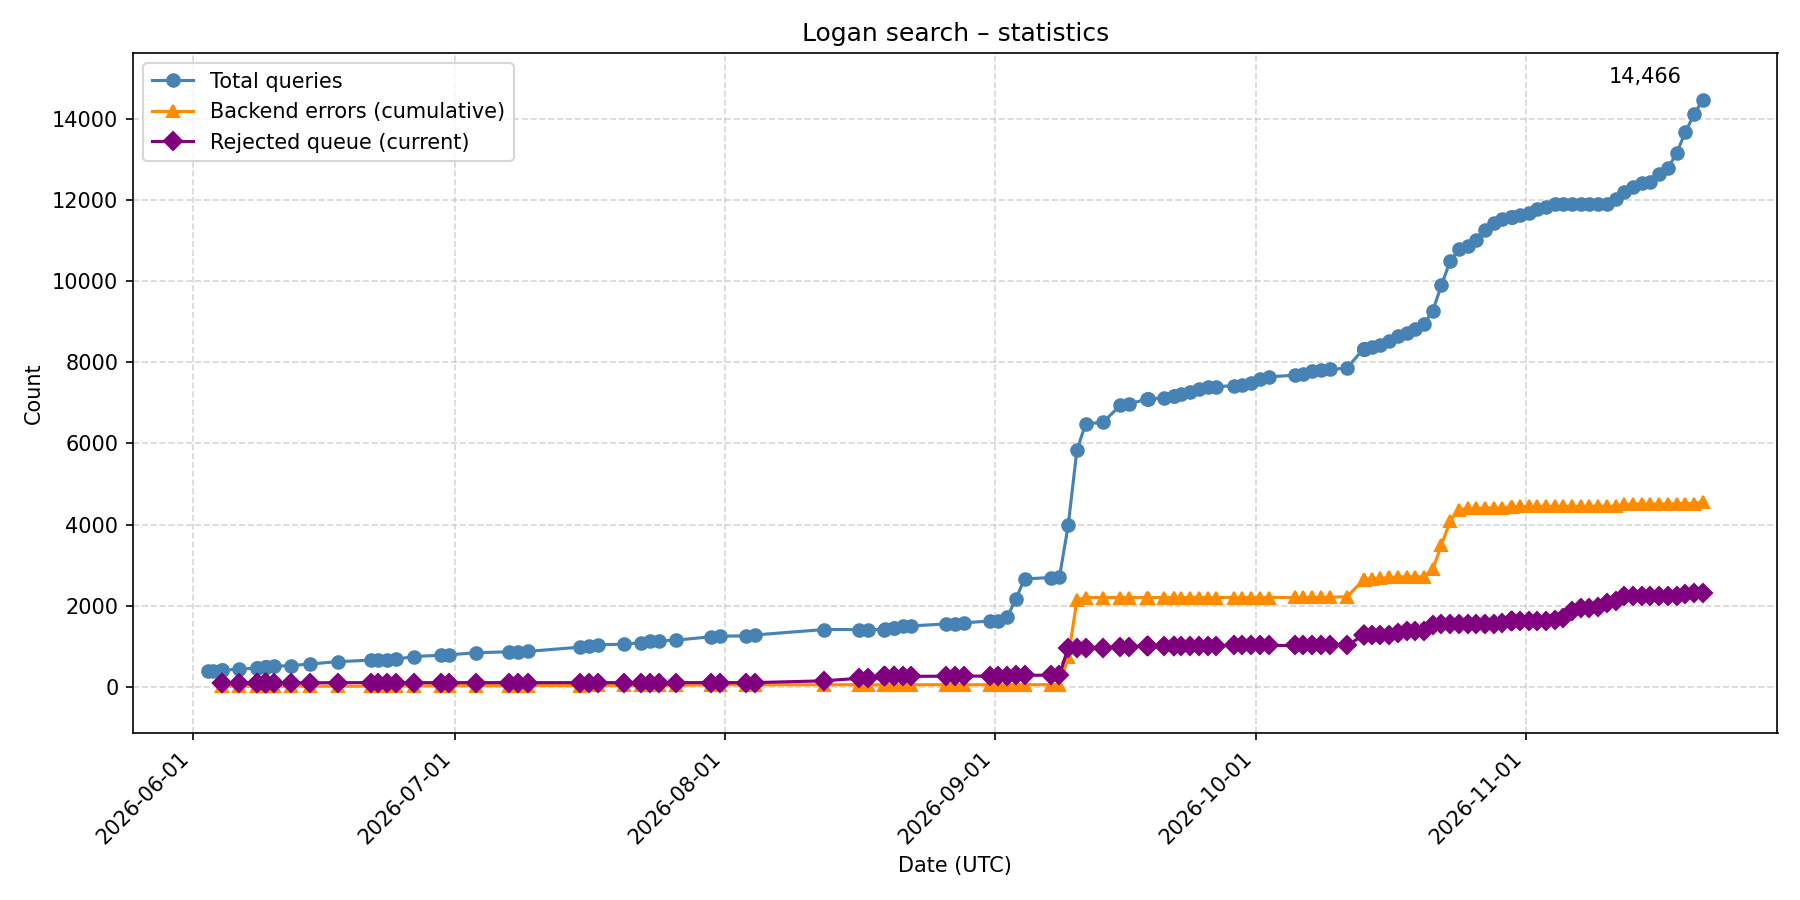 Logan search – statistics
Total queries
Backend errors (cumulative)
Rejected queue (current)
14,466
14000
12000
10000
8000
6000
4000
2000
0
Count
2026-06-01
2026-07-01
2026-08-01
2026-09-01
2026-10-01
2026-11-01
Date (UTC)